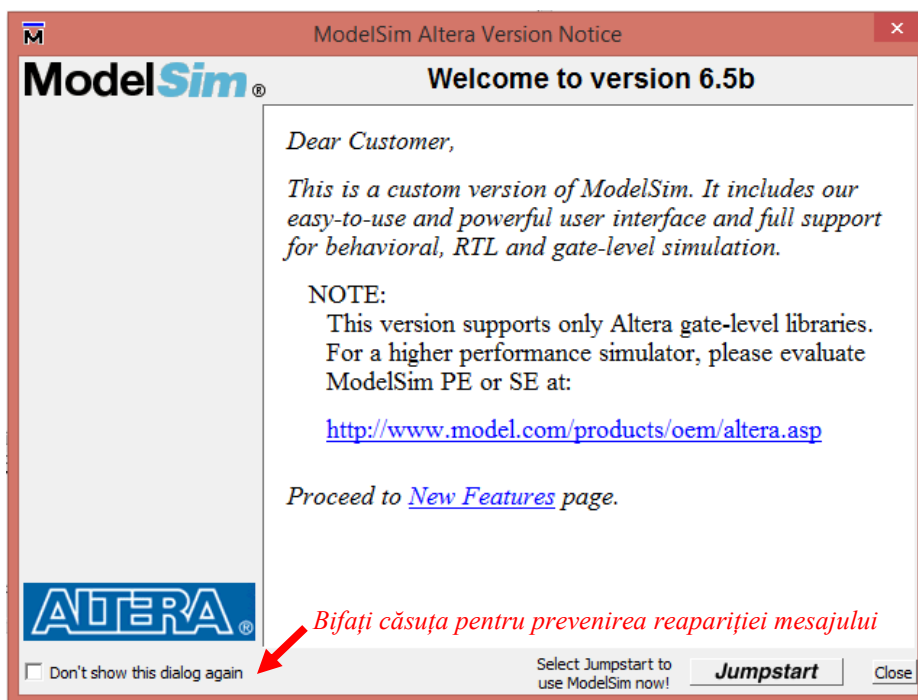 ModelSim Altera Version Notice
ModelSim ®
Welcome to version 6.5b
Dear Customer,
This is a custom version of ModelSim. It includes our
easy-to-use and powerful user interface and full support
for behavioral, RTL and gate-level simulation.
NOTE:
This version supports only Altera gate-level libraries.
For a higher performance simulator, please evaluate
ModelSim PE or SE at:
http://www.model.com/products/oem/altera.asp
Proceed to New Features page.
ALTERA®
Bifați căsuța pentru prevenirea reapariției mesajului
Don't show this dialog again
Select Jumpstart to
use ModelSim now!
Jumpstart
Close